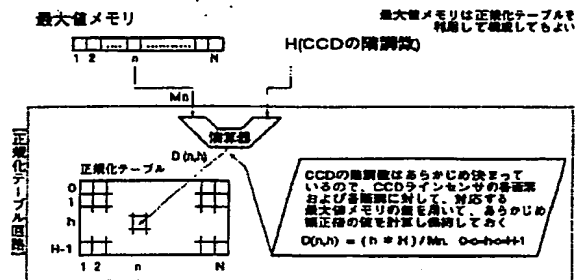 最大値メモリ
最大値メモリは正規化テーブルを
利用して構成してもよい
H(CCDの階調数)
1 2 n N
Mn
演算器
D(n,h)
[正規化テーブル回路]
正規化テーブル
0
1
h
H-1
1 2 n N
CCDの階調数はあらかじめ決まって
いるので、CCDラインセンサの各画素
および各階調に対して、対応する
最大値メモリの値を用いて、あらかじめ
補正後の値を計算し格納しておく
D(n,h) = (h * H) / Mn.